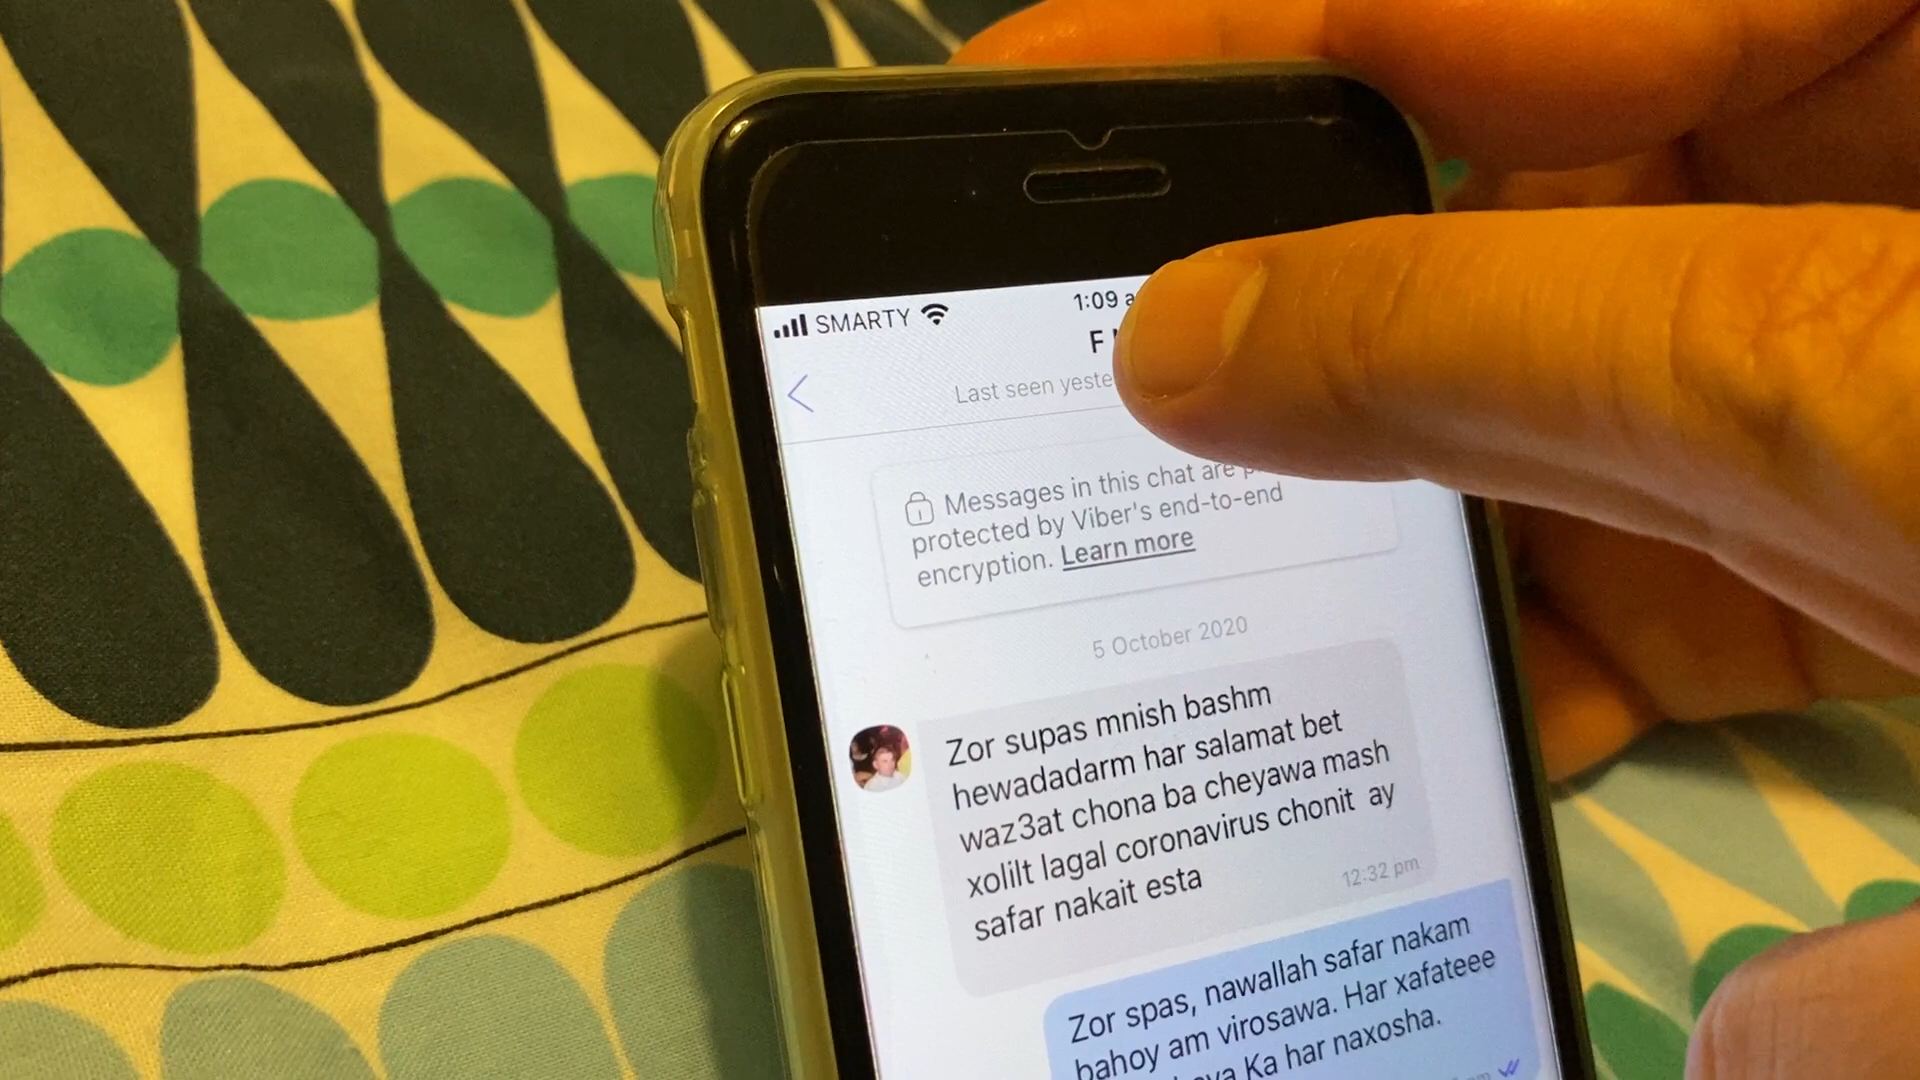 SMARTY
1:09
F
Last seen
Messages in this chat are
protected by Viber's end-to-end
encryption. Learn more
5 October 2020
Zor supas mnish bashm
hewadadarm har salamat bet
waz3at chona ba cheyawa mash
xolilt lagal coronavirus chonit ay
safar nakait esta
12:32 pm
Zor spas, nawallah safar nakam
bahoy am virosawa. Har xafateee
Ka har naxosha.